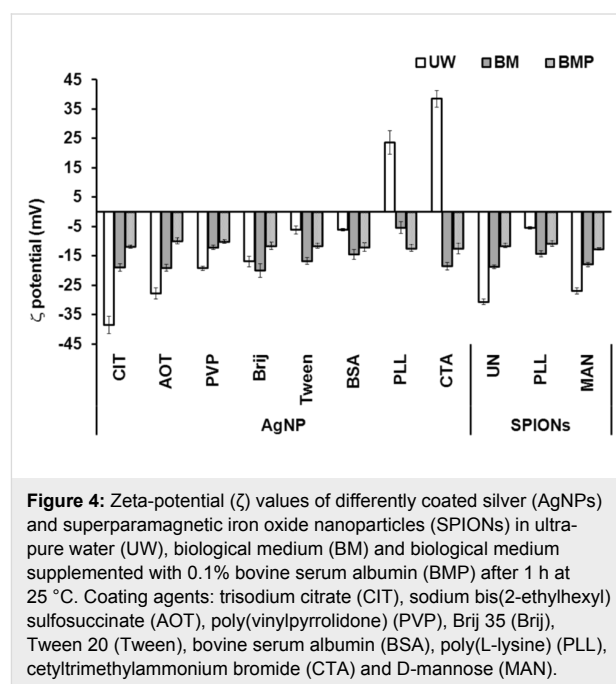 UW BM BMP
45
35
25
15
5
-5
-15
-25
-35
-45
ζ potential (mV)
CIT AOT PVP Brij Tween BSA PLL CTA UN PLL MAN
AgNP SPIONs
Figure 4: Zeta-potential (ζ) values of differently coated silver (AgNPs)
and superparamagnetic iron oxide nanoparticles (SPIONs) in ultra-
pure water (UW), biological medium (BM) and biological medium
supplemented with 0.1% bovine serum albumin (BMP) after 1 h at
25 °C. Coating agents: trisodium citrate (CIT), sodium bis(2-ethylhexyl)
sulfosuccinate (AOT), poly(vinylpyrrolidone) (PVP), Brij 35 (Brij),
Tween 20 (Tween), bovine serum albumin (BSA), poly(L-lysine) (PLL),
cetyltrimethylammonium bromide (CTA) and D-mannose (MAN).